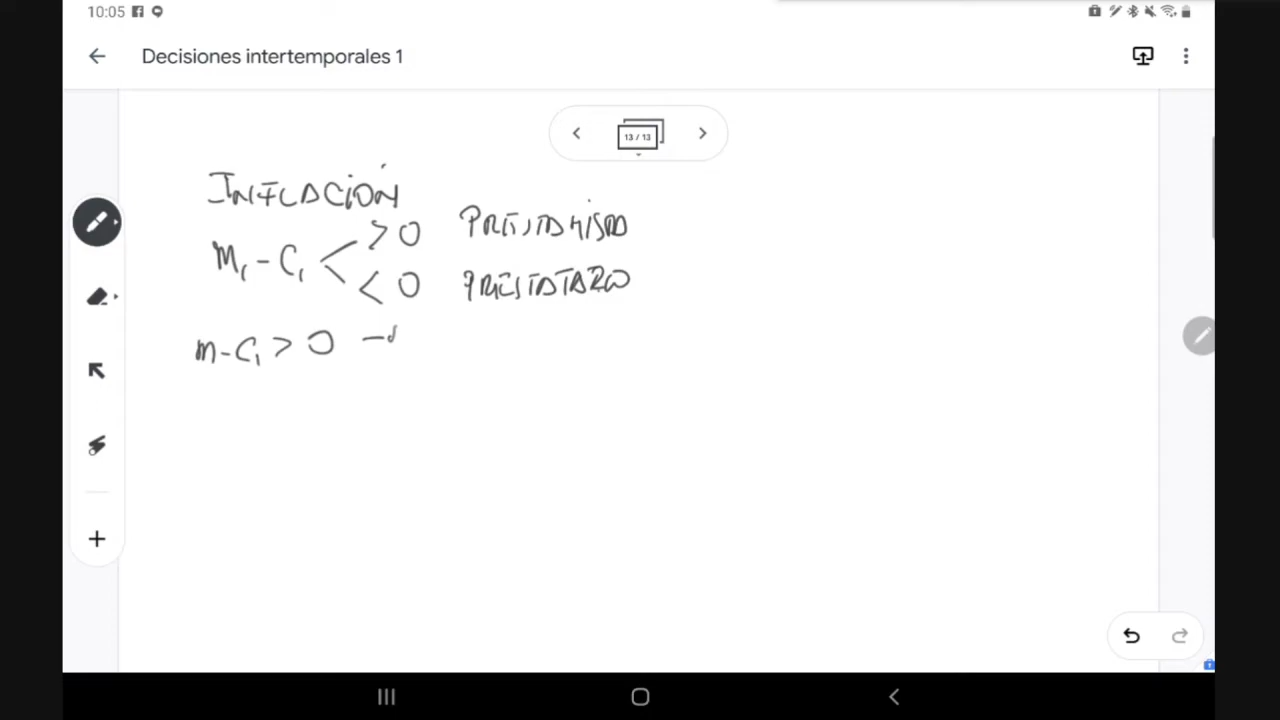 10:05
Decisiones intertemporales 1
13 / 13
INFLACIÓN
M₁ - C₁ < > 0 PRESTAMISTA
< 0 PRESTATARIO
m - C₁ > 0 →